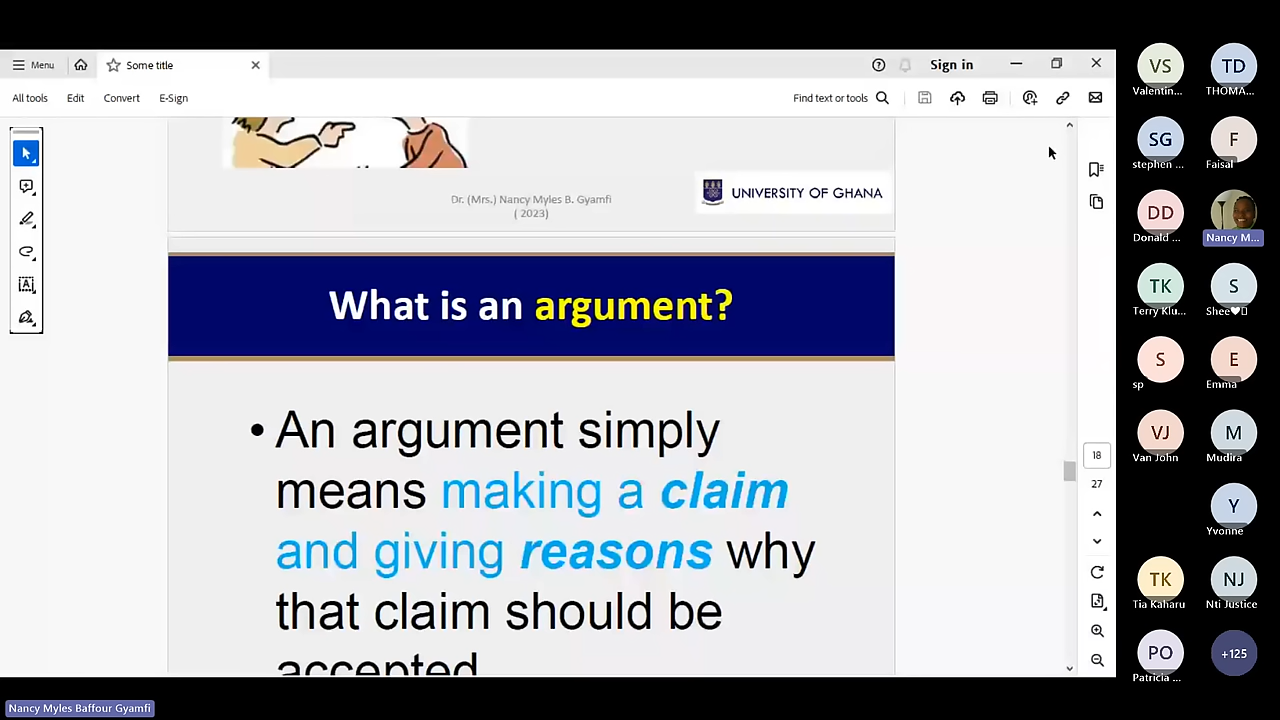 Menu
Some title
Sign in
All tools
Edit
Convert
E-Sign
Find text or tools
Dr. (Mrs.) Nancy Myles B. Gyamfi
( 2023)
UNIVERSITY OF GHANA
What is an argument?
• An argument simply
means making a claim
and giving reasons why
that claim should be
accepted
18
27
VS
Valentin...
TD
THOMA...
SG
stephen ...
F
Faisal
DD
Donald ...
Nancy M...
TK
Terry Klu...
S
Shee♥
S
sp
E
Emma
VJ
Van John
M
Mudira
Y
Yvonne
TK
Tia Kaharu
NJ
Nti Justice
PO
Patricia ...
+125
Nancy Myles Baffour Gyamfi